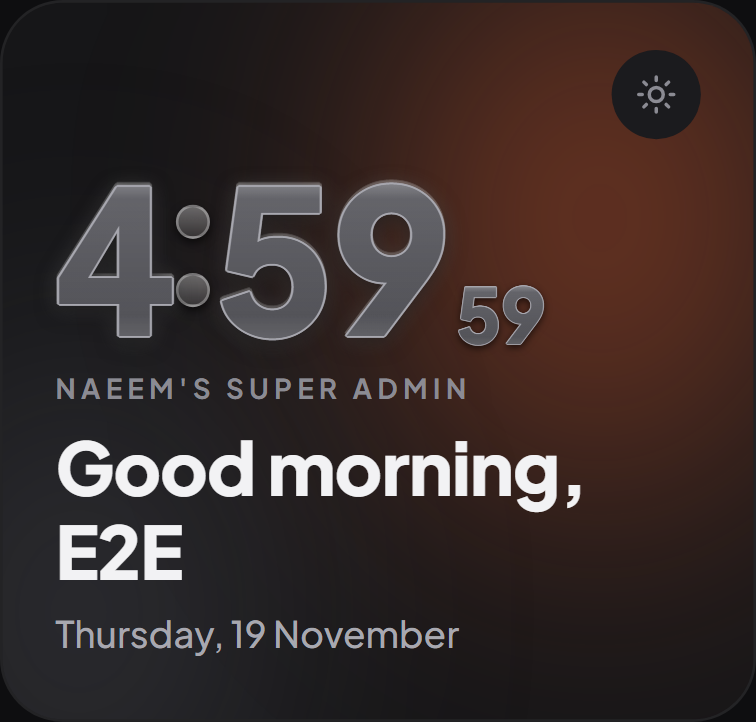 4:59 59
NAEEM'S SUPER ADMIN
Good morning,
E2E
Thursday, 19 November